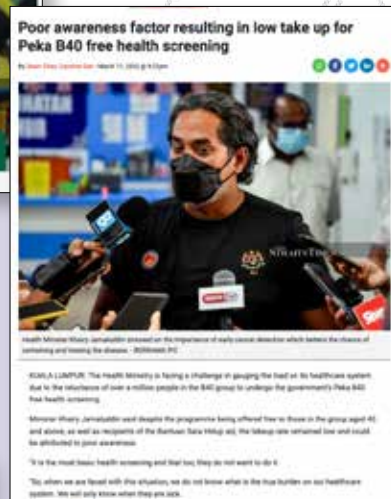 Poor awareness factor resulting in low take up for
Peka B40 free health screening
NEW STRAITS TIMES
Health Minister Khairy Jamaluddin stressed on the importance of early cancer detection which betters the chance of
containing and treating the disease. - BERNAMA PIC
KUALA LUMPUR: The Health Ministry is facing a challenge in gauging the load on its healthcare system
due to the reluctance of over a million people in the B40 group to undergo the government's Peka B40
free health screening.
Minister Khairy Jamaluddin said despite the programme being offered free to those in the group aged 40
and above, as well as recipients of the Bantuan Sara Hidup aid, the takeup rate remained low and could
be attributed to poor awareness.
"It is the most basic health screening and that too, they do not want to do it.
"So, when we are faced with this situation, we do not know what is the true burden on our healthcare
system. We will only know when they are sick.